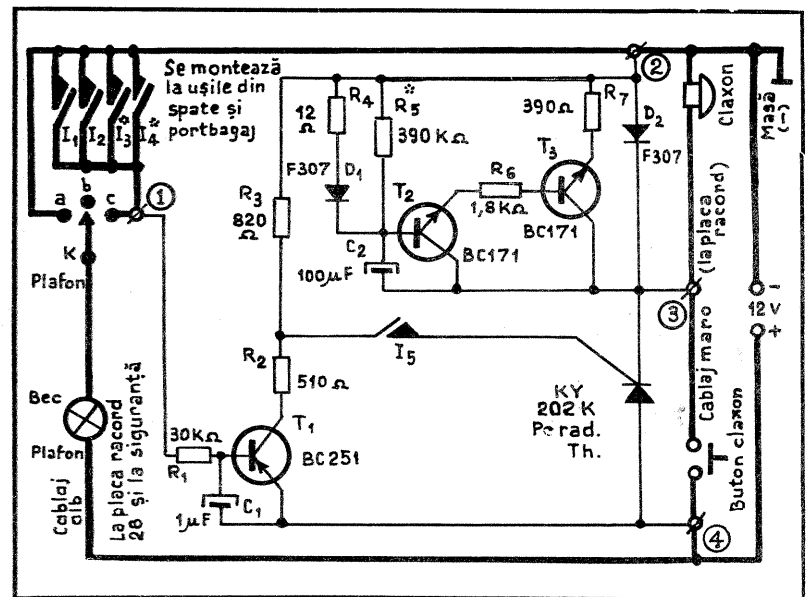 Se montează
la ușile din
spate și
portbagaj
I1 I2 I3* I4*
a
b
c
1
K
Plafon
Bec
Plafon
Cablaj
alb
La placa racord
28 și la siguranță
R3
820
Ω
12
Ω
R4
F307
D1
R5*
390 KΩ
C2
100µF
T2
BC171
R6
1,8KΩ
T3
BC171
390Ω
R7
D2
F307
2
Claxon
Masă
(-)
(la placa
racord)
Cablaj maro
3
-
12 V
+
Buton claxon
4
I5
KY
202 K
Pe rad.
Th.
R2
510 Ω
T1
BC251
30KΩ
R1
C1
1µF